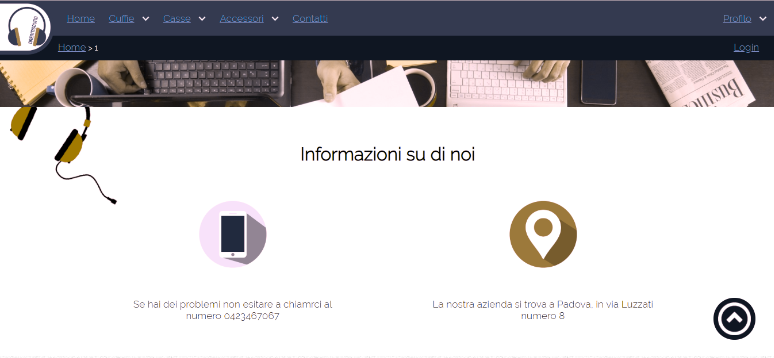 Home Cuffie Casse Accessori Contatti Profilo
Home > 1 Login
Informazioni su di noi
Se hai dei problemi non esitare a chiamrci al
numero 0423467067
La nostra azienda si trova a Padova, in via Luzzati
numero 8